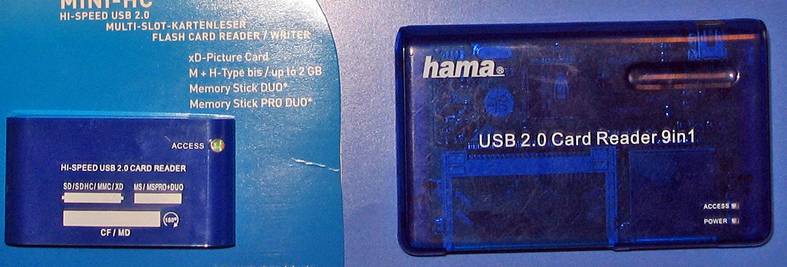 MINI-HC
HI-SPEED USB 2.0
MULTI-SLOT-KARTENLESER
FLASH CARD READER / WRITER
xD-Picture Card
M + H-Type bis / up to 2 GB
Memory Stick DUO*
Memory Stick PRO DUO*
ACCESS
HI-SPEED USB 2.0 CARD READER
SD/SDHC/MMC/XD MS/MSPRO+DUO
180°
CF / MD
hama®
USB 2.0 Card Reader 9in1
ACCESS
POWER